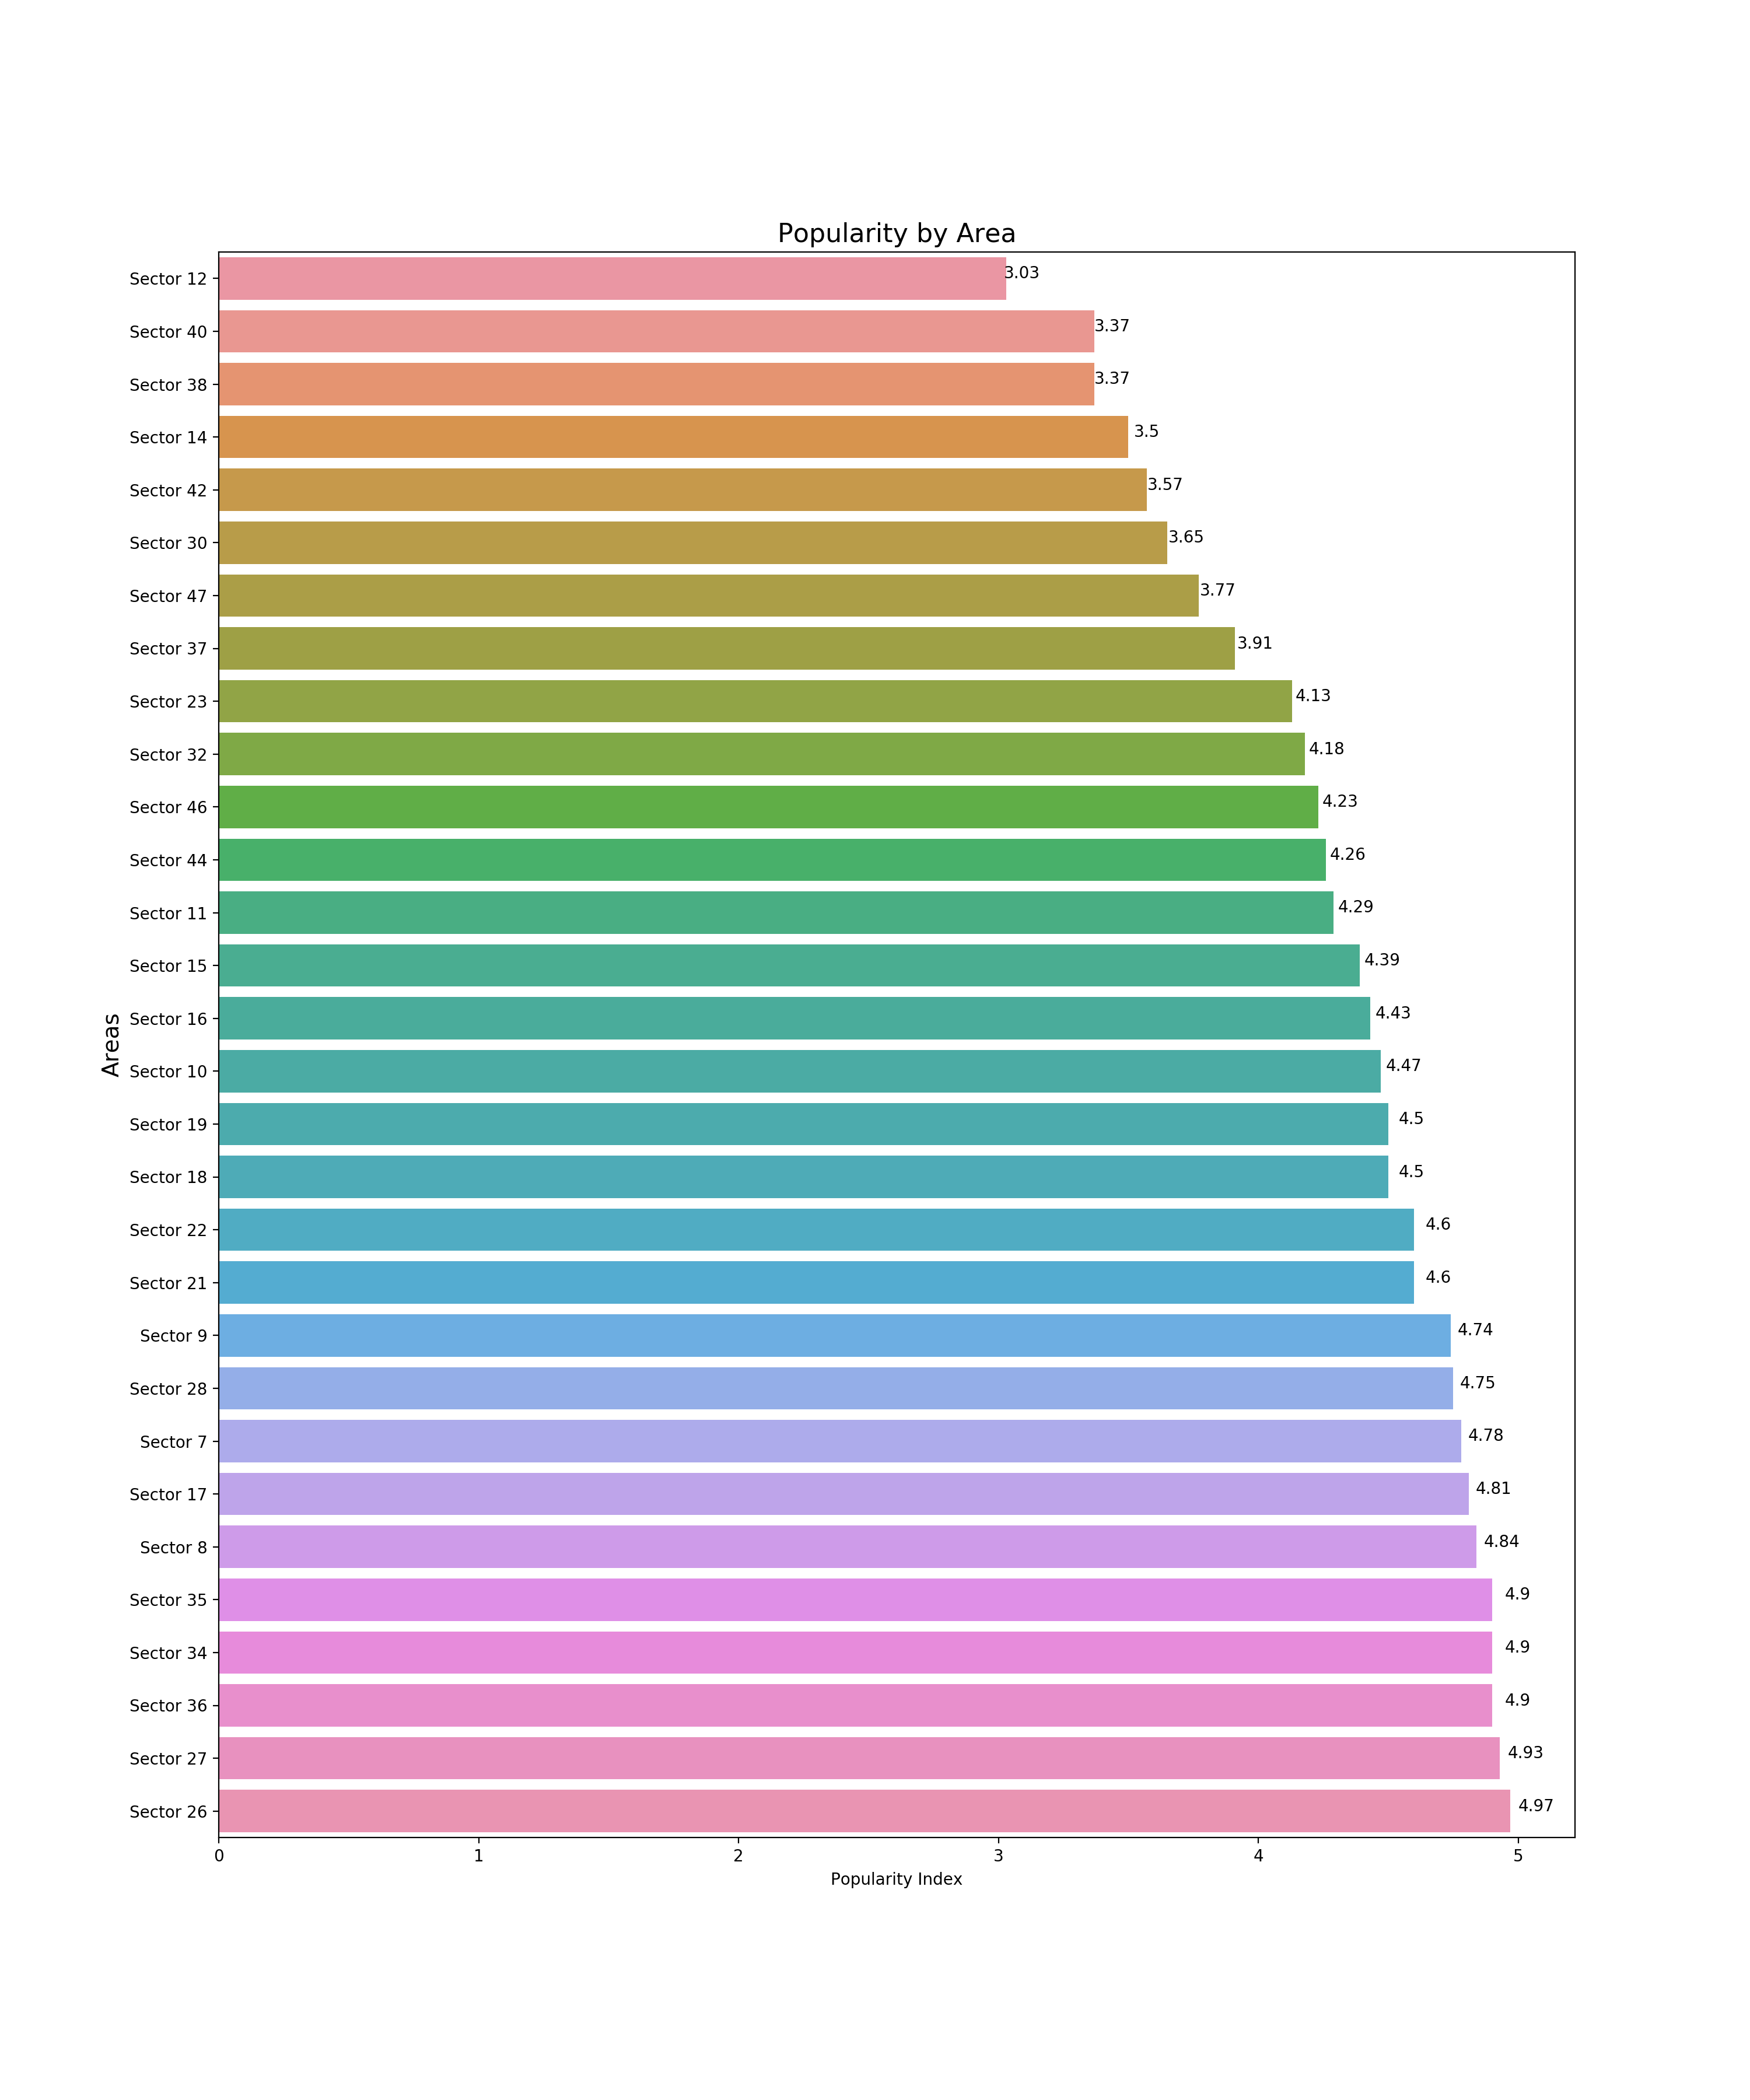 Popularity by Area
Sector 12 3.03
Sector 40 3.37
Sector 38 3.37
Sector 14 3.5
Sector 42 3.57
Sector 30 3.65
Sector 47 3.77
Sector 37 3.91
Sector 23 4.13
Sector 32 4.18
Sector 46 4.23
Sector 44 4.26
Sector 11 4.29
Sector 15 4.39
Sector 16 4.43
Sector 10 4.47
Sector 19 4.5
Sector 18 4.5
Sector 22 4.6
Sector 21 4.6
Sector 9 4.74
Sector 28 4.75
Sector 7 4.78
Sector 17 4.81
Sector 8 4.84
Sector 35 4.9
Sector 34 4.9
Sector 36 4.9
Sector 27 4.93
Sector 26 4.97
Areas
0 1 2 3 4 5
Popularity Index